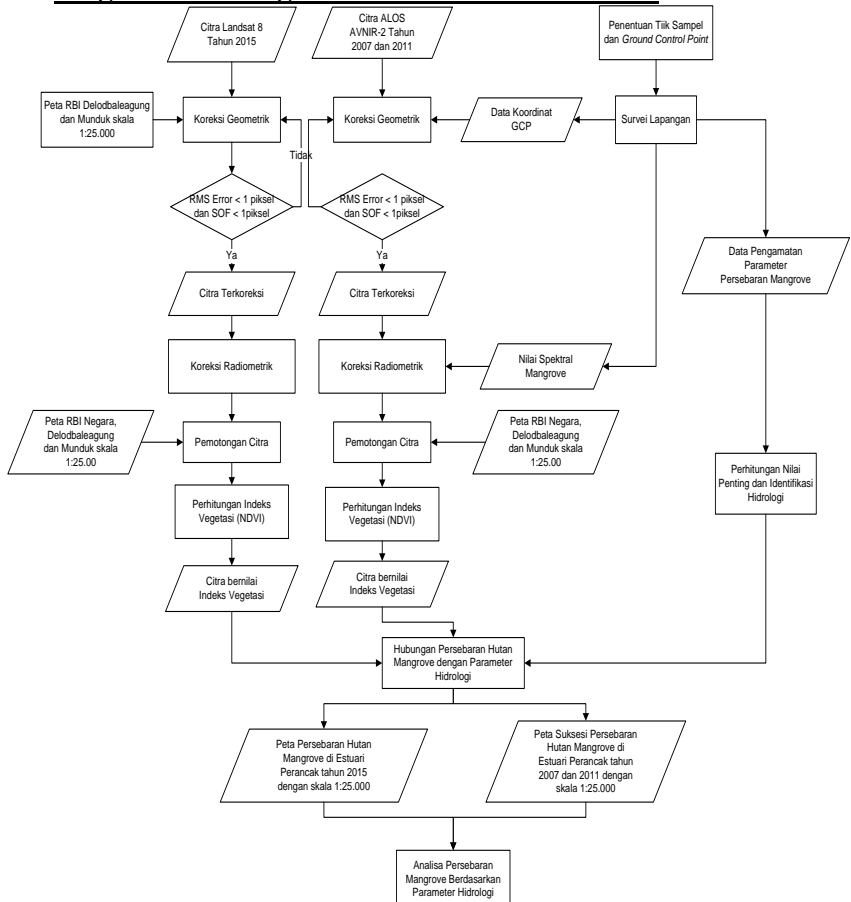 Citra Landsat 8
Tahun 2015
Citra ALOS
AVNIR-2 Tahun
2007 dan 2011
Penentuan Tiik Sampel
dan Ground Control Point
Peta RBI Delodbaleagung
dan Munduk skala
1:25.000
Koreksi Geometrik
Koreksi Geometrik
Data Koordinat
GCP
Survei Lapangan
Tidak
RMS Error < 1 piksel
dan SOF < 1piksel
RMS Error < 1 piksel
dan SOF < 1piksel
Ya
Ya
Data Pengamatan
Parameter
Persebaran Mangrove
Citra Terkoreksi
Citra Terkoreksi
Koreksi Radiometrik
Koreksi Radiometrik
Nilai Spektral
Mangrove
Peta RBI Negara,
Delodbaleagung
dan Munduk skala
1:25.00
Pemotongan Citra
Pemotongan Citra
Peta RBI Negara,
Delodbaleagung
dan Munduk skala
1:25.00
Perhitungan Nilai
Penting dan Identifikasi
Hidrologi
Perhitungan Indeks
Vegetasi (NDVI)
Perhitungan Indeks
Vegetasi (NDVI)
Citra bernilai
Indeks Vegetasi
Citra bernilai
Indeks Vegetasi
Hubungan Persebaran Hutan
Mangrove dengan Parameter
Hidrologi
Peta Persebaran Hutan
Mangrove di Estuari
Perancak tahun 2015
dengan skala 1:25.000
Peta Suksesi Persebaran
Hutan Mangrove di
Estuari Perancak tahun
2007 dan 2011 dengan
skala 1:25.000
Analisa Persebaran
Mangrove Berdasarkan
Parameter Hidrologi